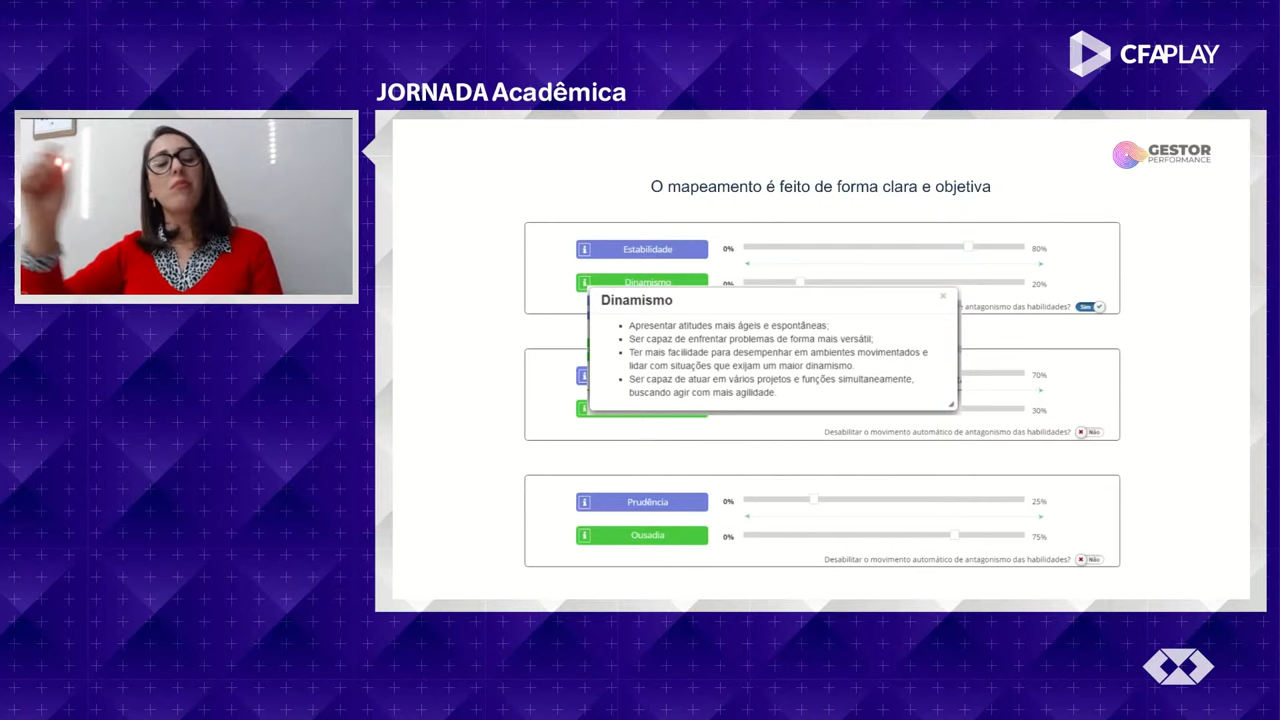 CFAPLAY
JORNADA Acadêmica
GESTOR
PERFORMANCE
O mapeamento é feito de forma clara e objetiva
Estabilidade 0% 80%
Dinamismo 0% 20%
antagonismo das habilidades? Sim
Dinamismo
• Apresentar atitudes mais ágeis e espontâneas;
• Ser capaz de enfrentar problemas de forma mais versátil;
• Ter mais facilidade para desempenhar em ambientes movimentados e
lidar com situações que exijam um maior dinamismo.
• Ser capaz de atuar em vários projetos e funções simultaneamente,
buscando agir com mais agilidade.
70%
30%
Desabilitar o movimento automático de antagonismo das habilidades? Não
Prudência 0% 25%
Ousadia 0% 75%
Desabilitar o movimento automático de antagonismo das habilidades? Não